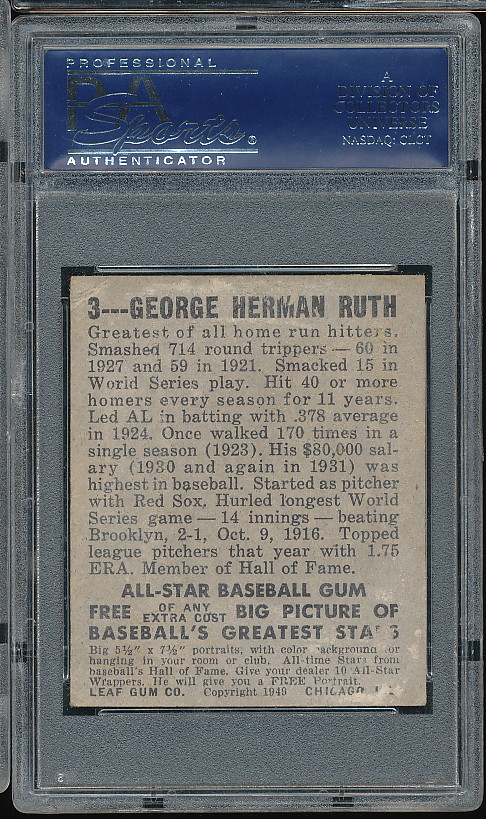 PROFESSIONAL
PSA
Sports®
AUTHENTICATOR
A
DIVISION OF
COLLECTORS
UNIVERSE
NASDAQ: CLCT
3---GEORGE HERMAN RUTH
Greatest of all home run hitters.
Smashed 714 round trippers — 60 in
1927 and 59 in 1921. Smacked 15 in
World Series play. Hit 40 or more
homers every season for 11 years.
Led AL in batting with .378 average
in 1924. Once walked 170 times in a
single season (1923). His $80,000 sal-
ary (1930 and again in 1931) was
highest in baseball. Started as pitcher
with Red Sox. Hurled longest World
Series game — 14 innings — beating
Brooklyn, 2-1, Oct. 9, 1916. Topped
league pitchers that year with 1.75
ERA. Member of Hall of Fame.
ALL-STAR BASEBALL GUM
FREE OF ANY EXTRA COST BIG PICTURE OF
BASEBALL'S GREATEST STARS
Big 5½" x 7½" portraits, with color background for
hanging in your room or club. All-time Stars from
baseball's Hall of Fame. Give your dealer 10 All-Star
Wrappers. He will give you a FREE Portrait.
LEAF GUM CO. Copyright 1949 CHICAGO, ILL.